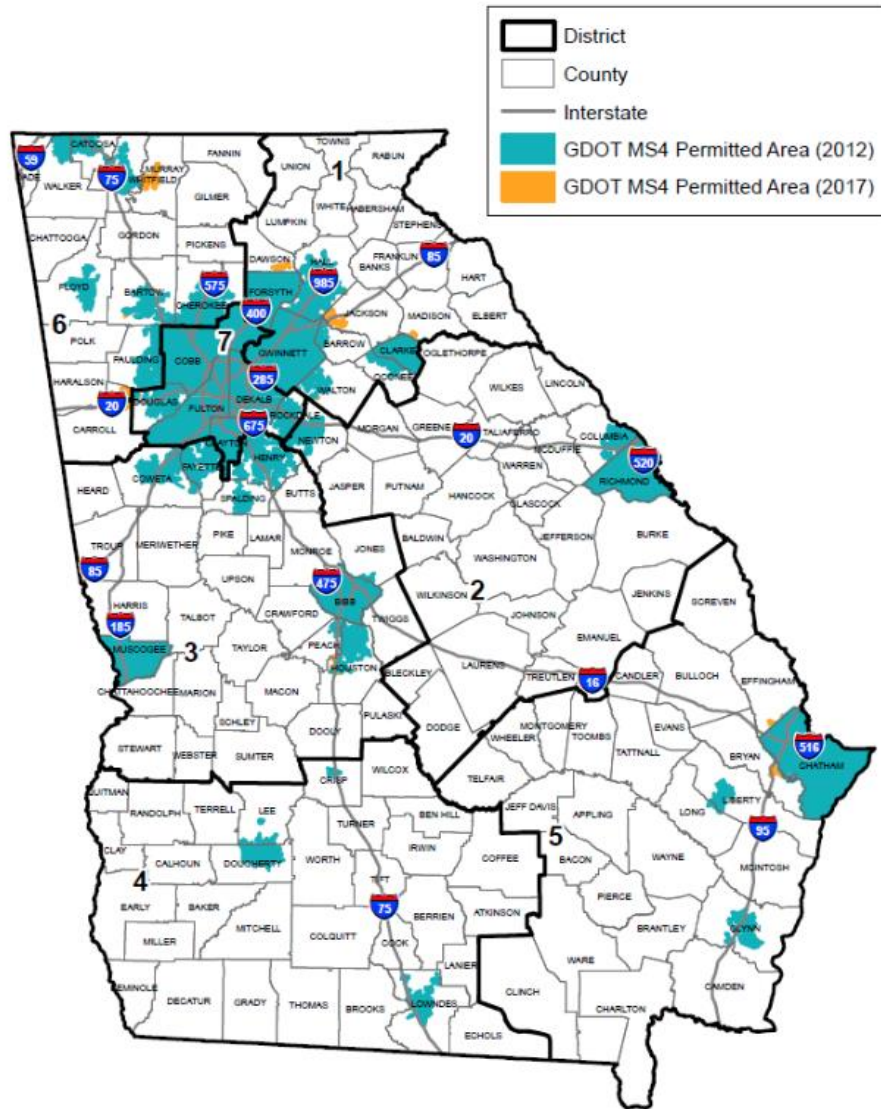 District
County
Interstate
GDOT MS4 Permitted Area (2012)
GDOT MS4 Permitted Area (2017)
CATOOSA
FANNIN
TOWNS
RABUN
59
UNION
1
MURRAY
ADE
WALKER
75
WHITFIELD
GILMER
WHITE
HABERSHAM
LUMPKIN
STEPHENS
CHATTOOGA
GORDON
PICKENS
DAWSON
HALL
BANKS
FRANKLIN
85
HART
575
985
FLOYD
BARTOW
CHEROKEE
FORSYTH
400
JACKSON
MADISON
ELBERT
6
7
POLK
COBB
GWINNETT
BARROW
CLARKE
OGLETHORPE
PAULDING
285
OCONEE
WILKES
LINCOLN
HARALSON
DOUGLAS
DEKALB
WALTON
20
FULTON
ROCKDALE
CARROLL
675
MORGAN
GREENE
TALIAFERRO
COLUMBIA
LAYTON
NEWTON
20
MCDUFFIE
520
COWETA
FAYETTE
HENRY
WARREN
RICHMOND
HEARD
SPALDING
BUTTS
JASPER
PUTNAM
HANCOCK
GLASCOCK
PIKE
LAMAR
BALDWIN
JEFFERSON
BURKE
TROUP
MERIWETHER
MONROE
JONES
WASHINGTON
85
UPSON
475
2
JENKINS
SCREVEN
HARRIS
TALBOT
CRAWFORD
BIBB
WILKINSON
185
TWIGGS
JOHNSON
EMANUEL
MUSCOGEE
3
TAYLOR
PEACH
HOUSTON
LAURENS
TREUTLEN
16
CANDLER
BULLOCH
EFFINGHAM
CHATTAHOOCHEE
MARION
MACON
BLECKLEY
SCHLEY
DOOLY
PULASKI
DODGE
MONTGOMERY
EVANS
516
STEWART
WEBSTER
SUMTER
WHEELER
TOOMBS
TATTNALL
BRYAN
CHATHAM
CRISP
WILCOX
TELFAIR
UITMAN
RANDOLPH
TERRELL
LEE
JEFF DAVIS
APPLING
LONG
LIBERTY
TURNER
BEN HILL
95
CLAY
CALHOUN
DOUGHERTY
WORTH
IRWIN
COFFEE
5
BACON
WAYNE
MCINTOSH
4
TIFT
EARLY
BAKER
75
PIERCE
MITCHELL
BERRIEN
ATKINSON
BRANTLEY
GLYNN
MILLER
COLQUITT
COOK
LANIER
WARE
CAMDEN
EMINOLE
CLINCH
DECATUR
GRADY
THOMAS
BROOKS
LOWNDES
CHARLTON
ECHOLS